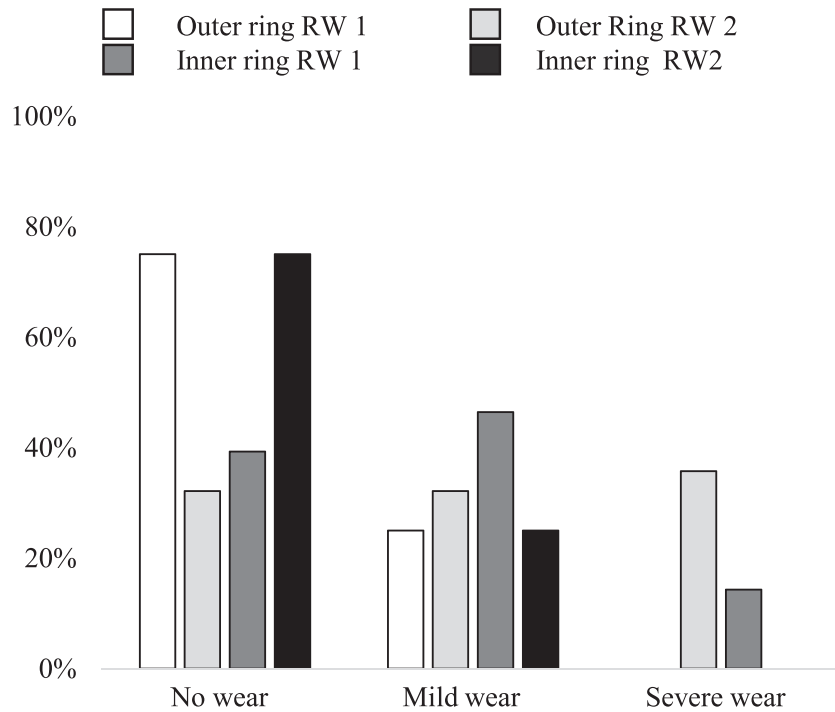 Outer ring RW 1
Outer Ring RW 2
Inner ring RW 1
Inner ring RW2
100%
80%
60%
40%
20%
0%
No wear
Mild wear
Severe wear